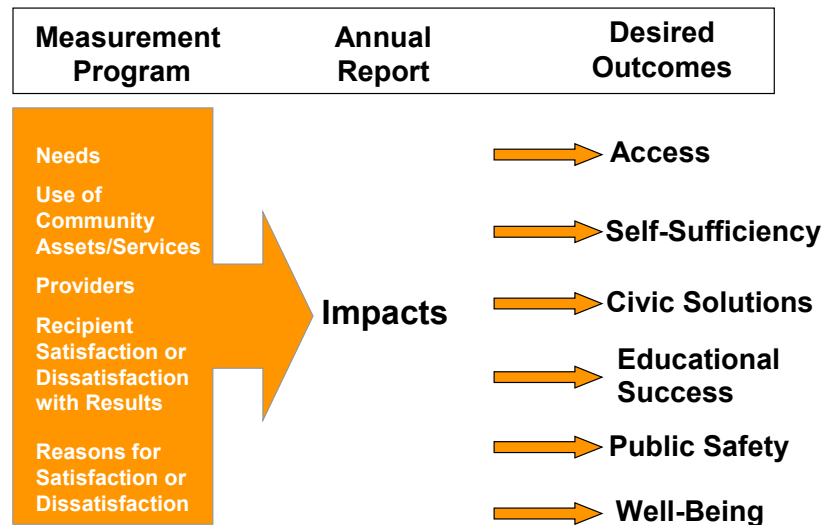 Measurement
Program
Annual
Report
Desired
Outcomes
Needs
Use of
Community
Assets/Services
Providers
Recipient
Satisfaction or
Dissatisfaction
with Results
Reasons for
Satisfaction or
Dissatisfaction
Impacts
Access
Self-Sufficiency
Civic Solutions
Educational
Success
Public Safety
Well-Being